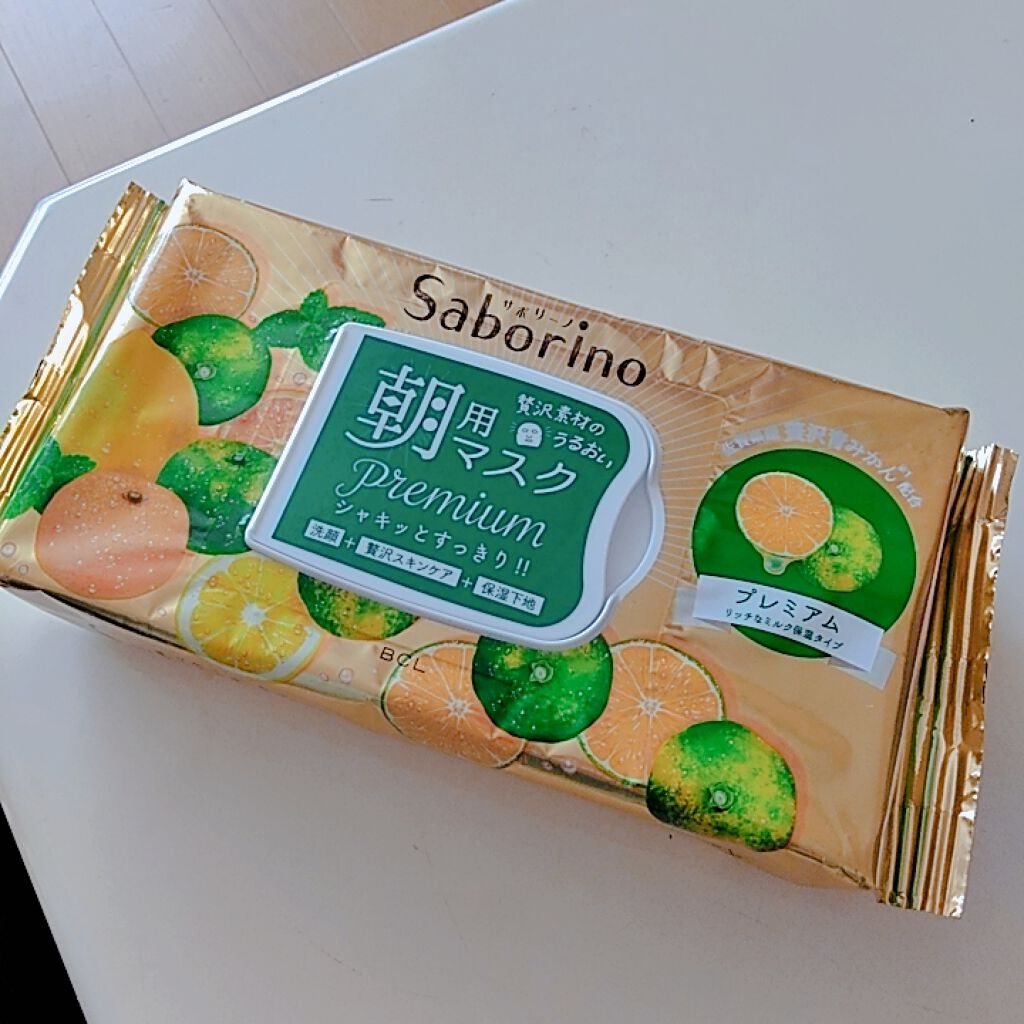 Saborino
サボリーノ
朝用マスク
贅沢素材の
うるおい
premium
シャキッとすっきり!!
洗顔+贅沢スキンケア+保湿下地
贅沢青みかん
配合
プレミアム
リッチなミルク保湿タイプ
BCL